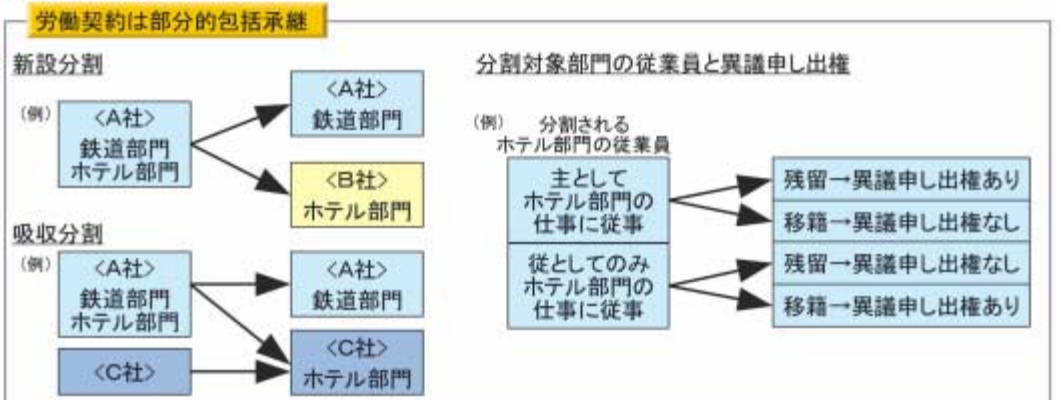 労働契約は部分的包括承継
新設分割
(例)
〈A社〉
鉄道部門
ホテル部門
〈A社〉
鉄道部門
〈B社〉
ホテル部門
吸収分割
(例)
〈A社〉
鉄道部門
ホテル部門
〈C社〉
〈A社〉
鉄道部門
〈C社〉
ホテル部門
分割対象部門の従業員と異議申し出権
(例) 分割される
ホテル部門の従業員
主として
ホテル部門の
仕事に従事
残留→異議申し出権あり
移籍→異議申し出権なし
従としてのみ
ホテル部門の
仕事に従事
残留→異議申し出権なし
移籍→異議申し出権あり